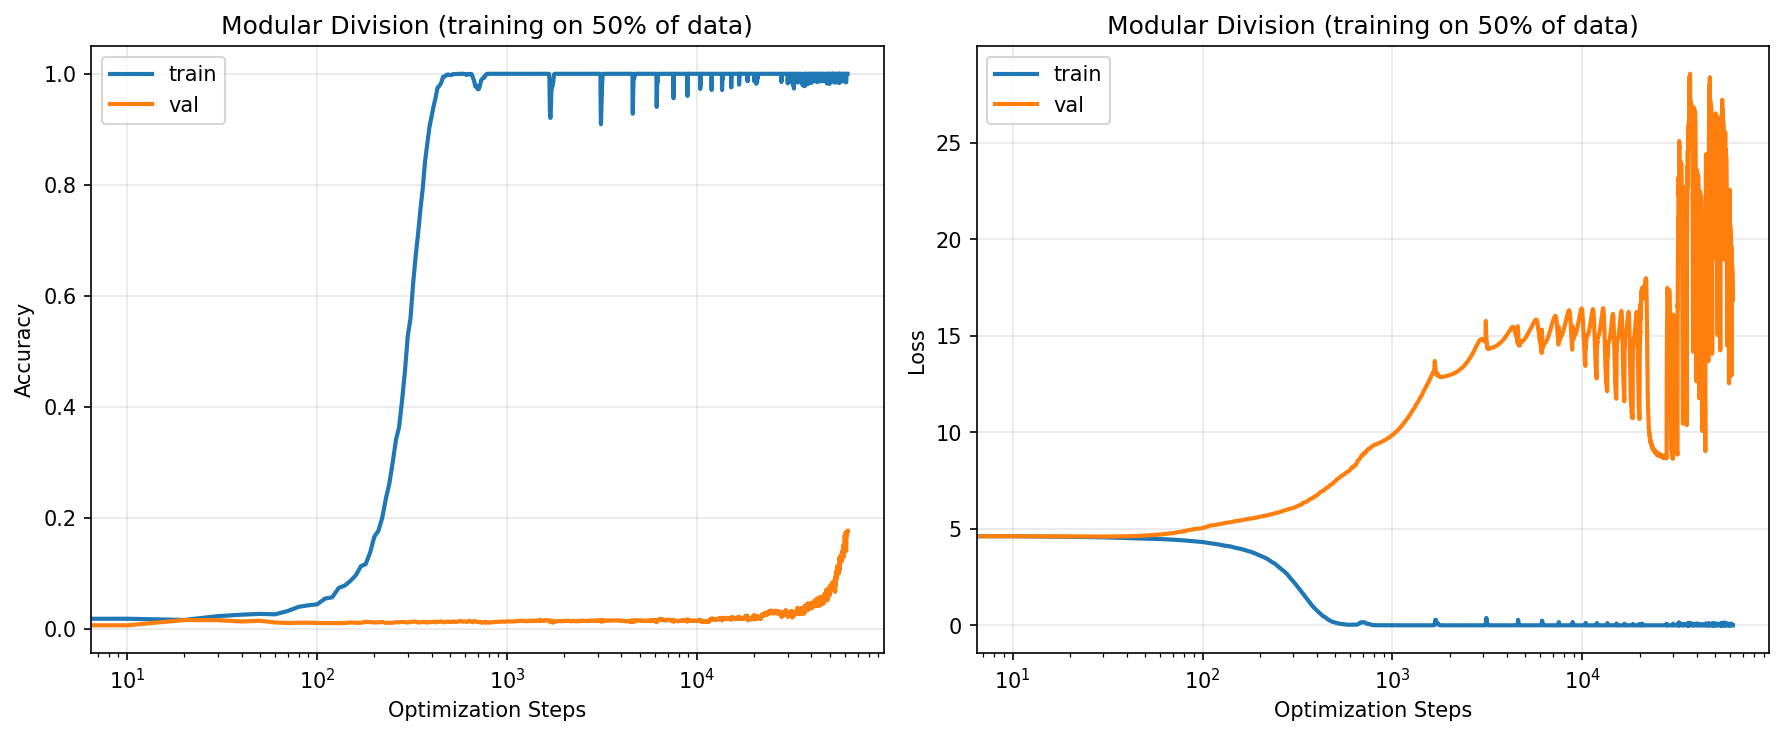 Modular Division (training on 50% of data)
train
val
1.0
0.8
0.6
0.4
0.2
0.0
Accuracy
10¹
10²
10³
10⁴
Optimization Steps
Modular Division (training on 50% of data)
train
val
25
20
15
10
5
0
Loss
10¹
10²
10³
10⁴
Optimization Steps